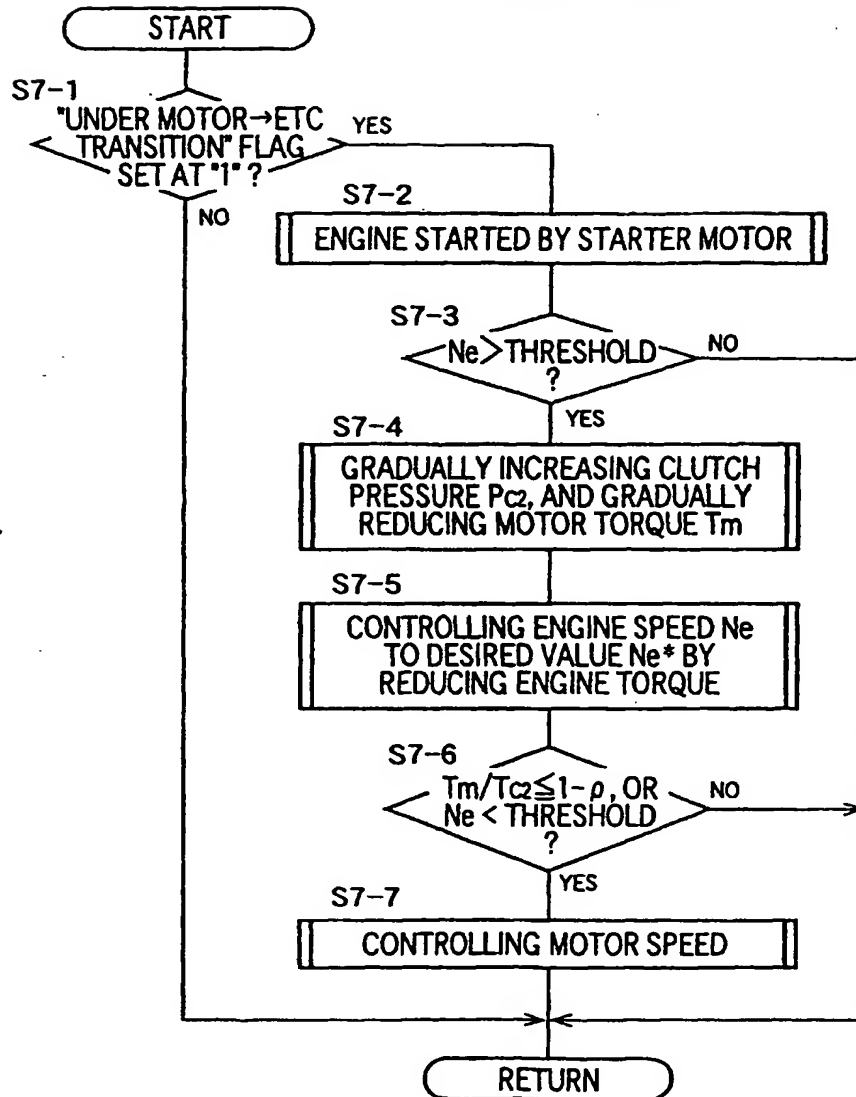 START
S7-1
"UNDER MOTOR→ETC
TRANSITION" FLAG
SET AT "1" ?
YES
NO
S7-2
ENGINE STARTED BY STARTER MOTOR
S7-3
Ne>THRESHOLD
?
NO
YES
S7-4
GRADUALLY INCREASING CLUTCH
PRESSURE Pc2, AND GRADUALLY
REDUCING MOTOR TORQUE Tm
S7-5
CONTROLLING ENGINE SPEED Ne
TO DESIRED VALUE Ne* BY
REDUCING ENGINE TORQUE
S7-6
Tm/Tc2≦1-ρ, OR
Ne < THRESHOLD
?
NO
YES
S7-7
CONTROLLING MOTOR SPEED
RETURN